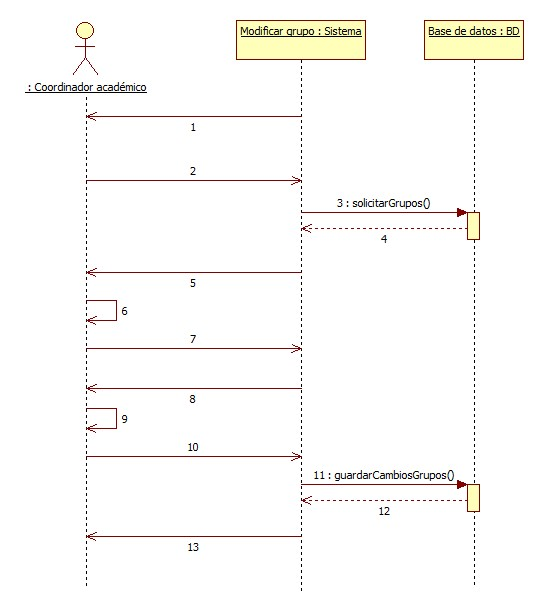 Modificar grupo : Sistema
Base de datos : BD
: Coordinador académico
1
2
3 : solicitarGrupos()
4
5
6
7
8
9
10
11 : guardarCambiosGrupos()
12
13